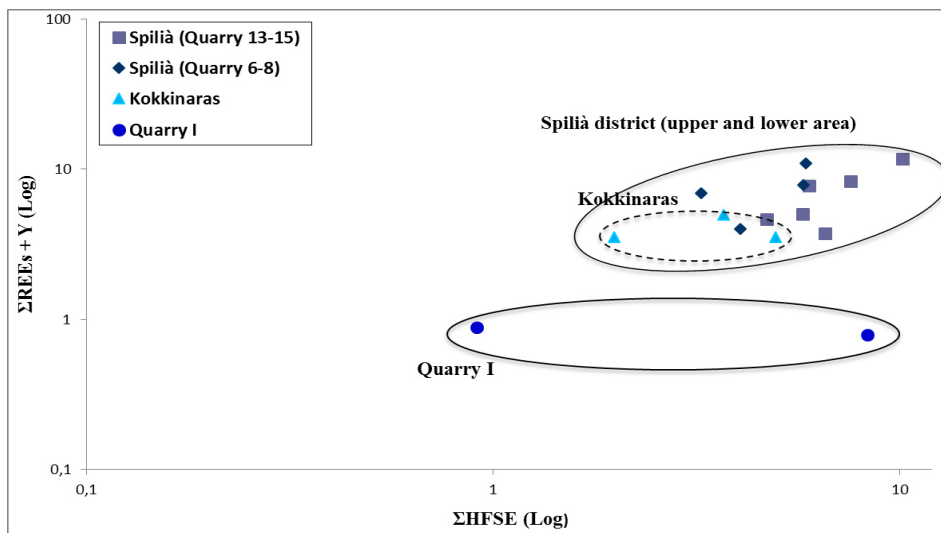 100
Spilià (Quarry 13-15)
Spilià (Quarry 6-8)
Kokkinaras
Quarry I
Spilià district (upper and lower area)
10
Kokkinaras
ΣREEs + Y (Log)
1
Quarry I
0,1
0,1
1
10
ΣHFSE (Log)